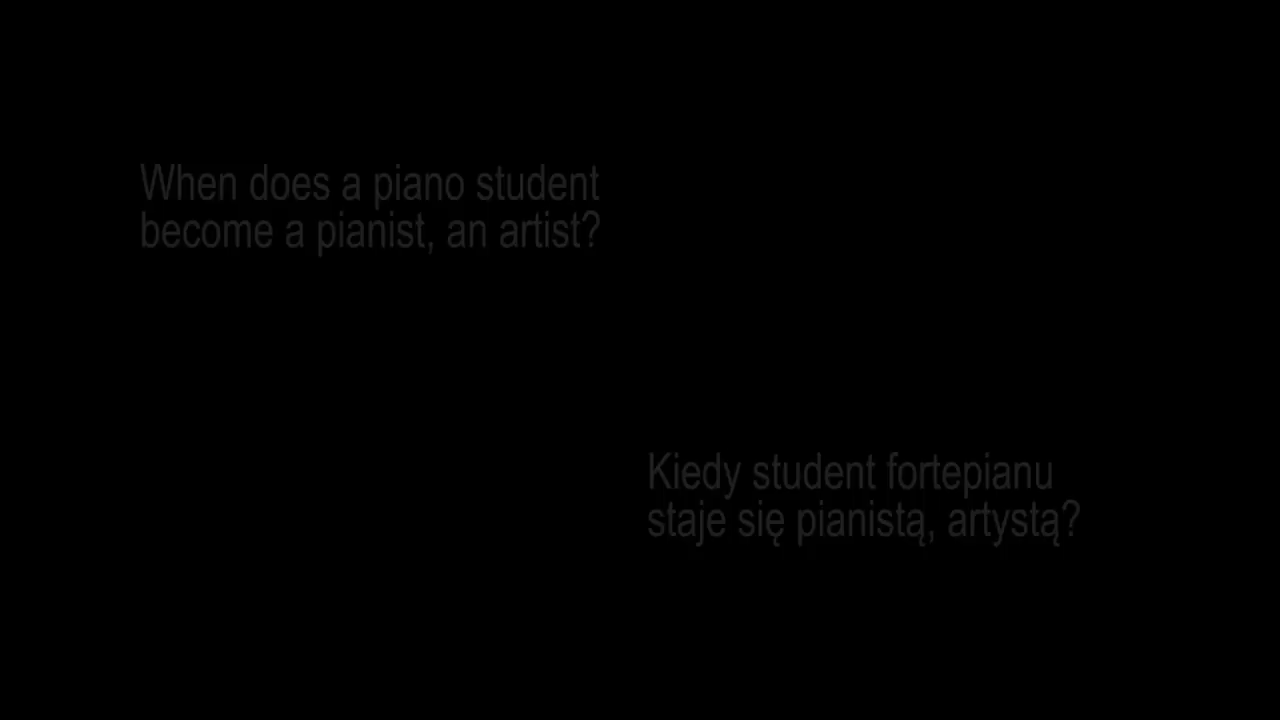 When does a piano student
become a pianist, an artist?
Kiedy student fortepianu
staje się pianistą, artystą?